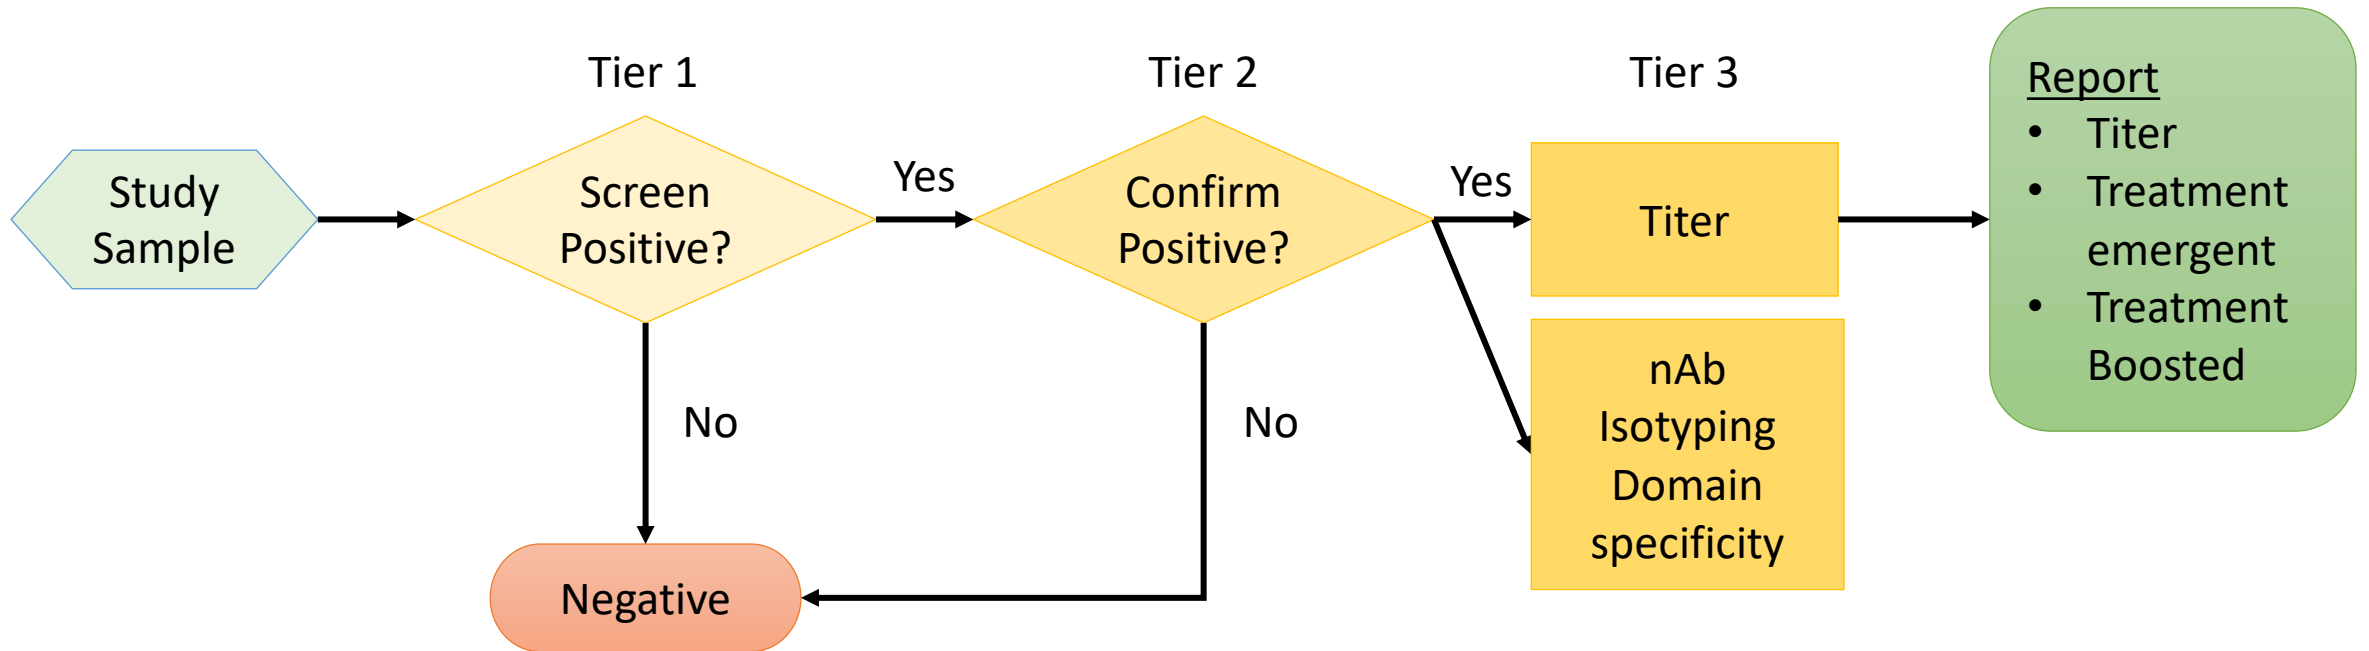 Tier 1
Tier 2
Tier 3
Study
Sample
Screen
Positive?
Yes
Confirm
Positive?
Yes
Titer
Report
• Titer
• Treatment
emergent
• Treatment
Boosted
nAb
Isotyping
Domain
specificity
No
No
Negative